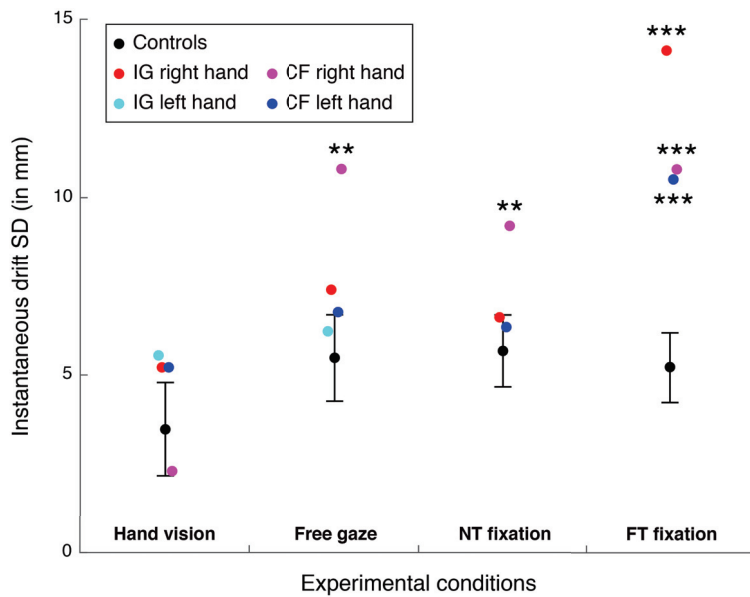 15
Controls
IG right hand CF right hand
IG left hand CF left hand
***
**
***
10
**
***
Instantaneous drift SD (in mm)
5
Hand vision Free gaze NT fixation FT fixation
0
Experimental conditions